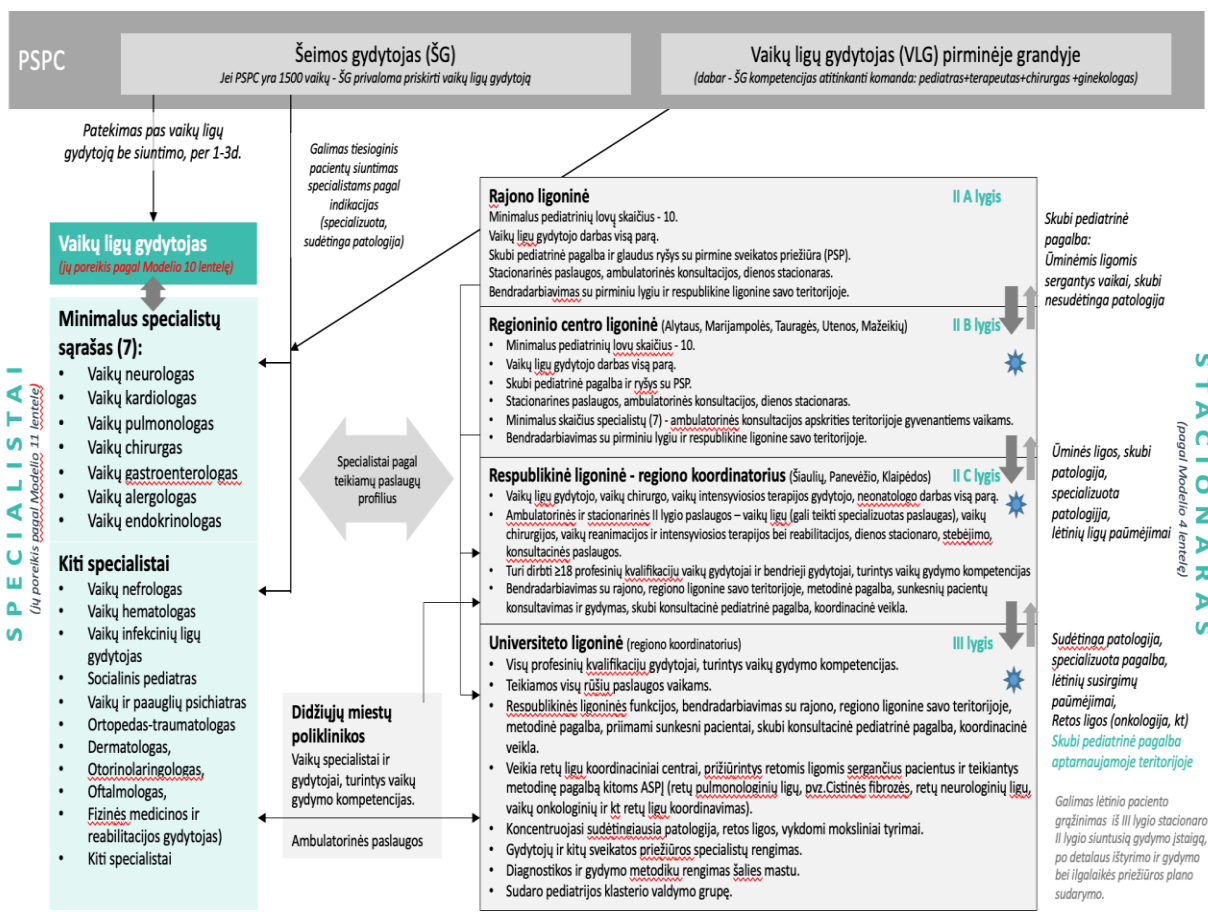 PSPC
Šeimos gydytojas (ŠG)
Jei PSPC yra 1500 vaikų - ŠG privaloma priskirti vaikų ligų gydytoją
Vaikų ligų gydytojas (VLG) pirminėje grandyje
(dabar - ŠG kompetencijas atitinkanti komanda: pediatras+terapeutas+chirurgas +ginekologas)
Patekimas pas vaikų ligų
gydytoją be siuntimo, per 1-3d.
Galimas tiesioginis
pacientų siuntimas
specialistams pagal
indikacijas
(specializuota,
sudėtinga patologija)
Vaikų ligų gydytojas
(jų poreikis pagal Modelio 10 lentelę)
SPECIALISTAI
(jų poreikis pagal Modelio 11 lentelę)
Minimalus specialistų
sąrašas (7):
• Vaikų neurologas
• Vaikų kardiologas
• Vaikų pulmonologas
• Vaikų chirurgas
• Vaikų gastroenterologas
• Vaikų alergologas
• Vaikų endokrinologas
Kiti specialistai
• Vaikų nefrologas
• Vaikų hematologas
• Vaikų infekcinių ligų
gydytojas
• Socialinis pediatras
• Vaikų ir paauglių psichiatras
• Ortopedas-traumatologas
• Dermatologas,
• Otorinolaringologas,
• Oftalmologas,
• Fizinės medicinos ir
reabilitacijos gydytojas)
• Kiti specialistai
Specialistai pagal
teikiamų paslaugų
profilius
Didžiųjų miestų
poliklinikos
Vaikų specialistai ir
gydytojai, turintys vaikų
gydymo kompetencijas.
Ambulatorinės paslaugos
Rajono ligoninė II A lygis
Minimalus pediatrinių lovų skaičius - 10.
Vaikų ligų gydytojo darbas visą parą.
Skubi pediatrinė pagalba ir glaudus ryšys su pirmine sveikatos priežiūra (PSP).
Stacionarinės paslaugos, ambulatorinės konsultacijos, dienos stacionaras.
Bendradarbiavimas su pirminiu lygiu ir respublikine ligonine savo teritorijoje.
Regioninio centro ligoninė (Alytaus, Marijampolės, Tauragės, Utenos, Mažeikių) II B lygis
• Minimalus pediatrinių lovų skaičius - 10.
• Vaikų ligų gydytojo darbas visą parą.
• Skubi pediatrinė pagalba ir ryšys su PSP.
• Stacionarines paslaugos, ambulatorinės konsultacijos, dienos stacionaras.
• Minimalus skaičius specialistų (7) - ambulatorinės konsultacijos apskrities teritorijoje gyvenantiems vaikams.
• Bendradarbiavimas su pirminiu lygiu ir respublikine ligonine savo teritorijoje.
Respublikinė ligoninė - regiono koordinatorius (Šiaulių, Panevėžio, Klaipėdos) II C lygis
• Vaikų ligų gydytojo, vaikų chirurgo, vaikų intensyviosios terapijos gydytojo, neonatologo darbas visą parą.
• Ambulatorinės ir stacionarinės II lygio paslaugos – vaikų ligų (gali teikti specializuotas paslaugas), vaikų
chirurgijos, vaikų reanimacijos ir intensyviosios terapijos bei reabilitacijos, dienos stacionaro, stebėjimo,
konsultacinės paslaugos.
• Turi dirbti ≥18 profesinių kvalifikacijų vaikų gydytojai ir bendrieji gydytojai, turintys vaikų gydymo kompetencijas
• Bendradarbiavimas su rajono, regiono ligonine savo teritorijoje, metodinė pagalba, sunkesnių pacientų
konsultavimas ir gydymas, skubi konsultacinė pediatrinė pagalba, koordinacinė veikla.
Universiteto ligoninė (regiono koordinatorius) III lygis
• Visų profesinių kvalifikacijų gydytojai, turintys vaikų gydymo kompetencijas.
• Teikiamos visų rūšių paslaugos vaikams.
• Respublikinės ligoninės funkcijos, bendradarbiavimas su rajono, regiono ligonine savo teritorijoje,
metodinė pagalba, priimami sunkesni pacientai, skubi konsultacinė pediatrinė pagalba, koordinacinė
veikla.
• Veikia retų ligų koordinaciniai centrai, prižiūrintys retomis ligomis sergančius pacientus ir teikiantys
metodinę pagalbą kitoms ASPĮ (retų pulmonologinių ligų, pvz.Cistinės fibrozės, retų neurologinių ligų,
vaikų onkologinių ir kt retų ligų koordinavimas).
• Koncentruojasi sudėtingiausia patologija, retos ligos, vykdomi moksliniai tyrimai.
• Gydytojų ir kitų sveikatos priežiūros specialistų rengimas.
• Diagnostikos ir gydymo metodikų rengimas šalies mastu.
• Sudaro pediatrijos klasterio valdymo grupę.
Skubi pediatrinė
pagalba:
Ūminėmis ligomis
sergantys vaikai, skubi
nesudėtinga patologija
STACIONARAS
(pagal Modelio 4 lentelę)
Ūminės ligos, skubi
patologija,
specializuota
patologijja,
lėtinių ligų paūmėjimai
Sudėtinga patologija,
specializuota pagalba,
lėtinių susirgimų
paūmėjimai,
Retos ligos (onkologija, kt)
Skubi pediatrinė pagalba
aptarnaujamoje teritorijoje
Galimas lėtinio paciento
grąžinimas iš III lygio stacionaro
II lygio siuntusią gydymo įstaigą,
po detalaus ištyrimo ir gydymo
bei ilgalaikės priežiūros plano
sudarymo.